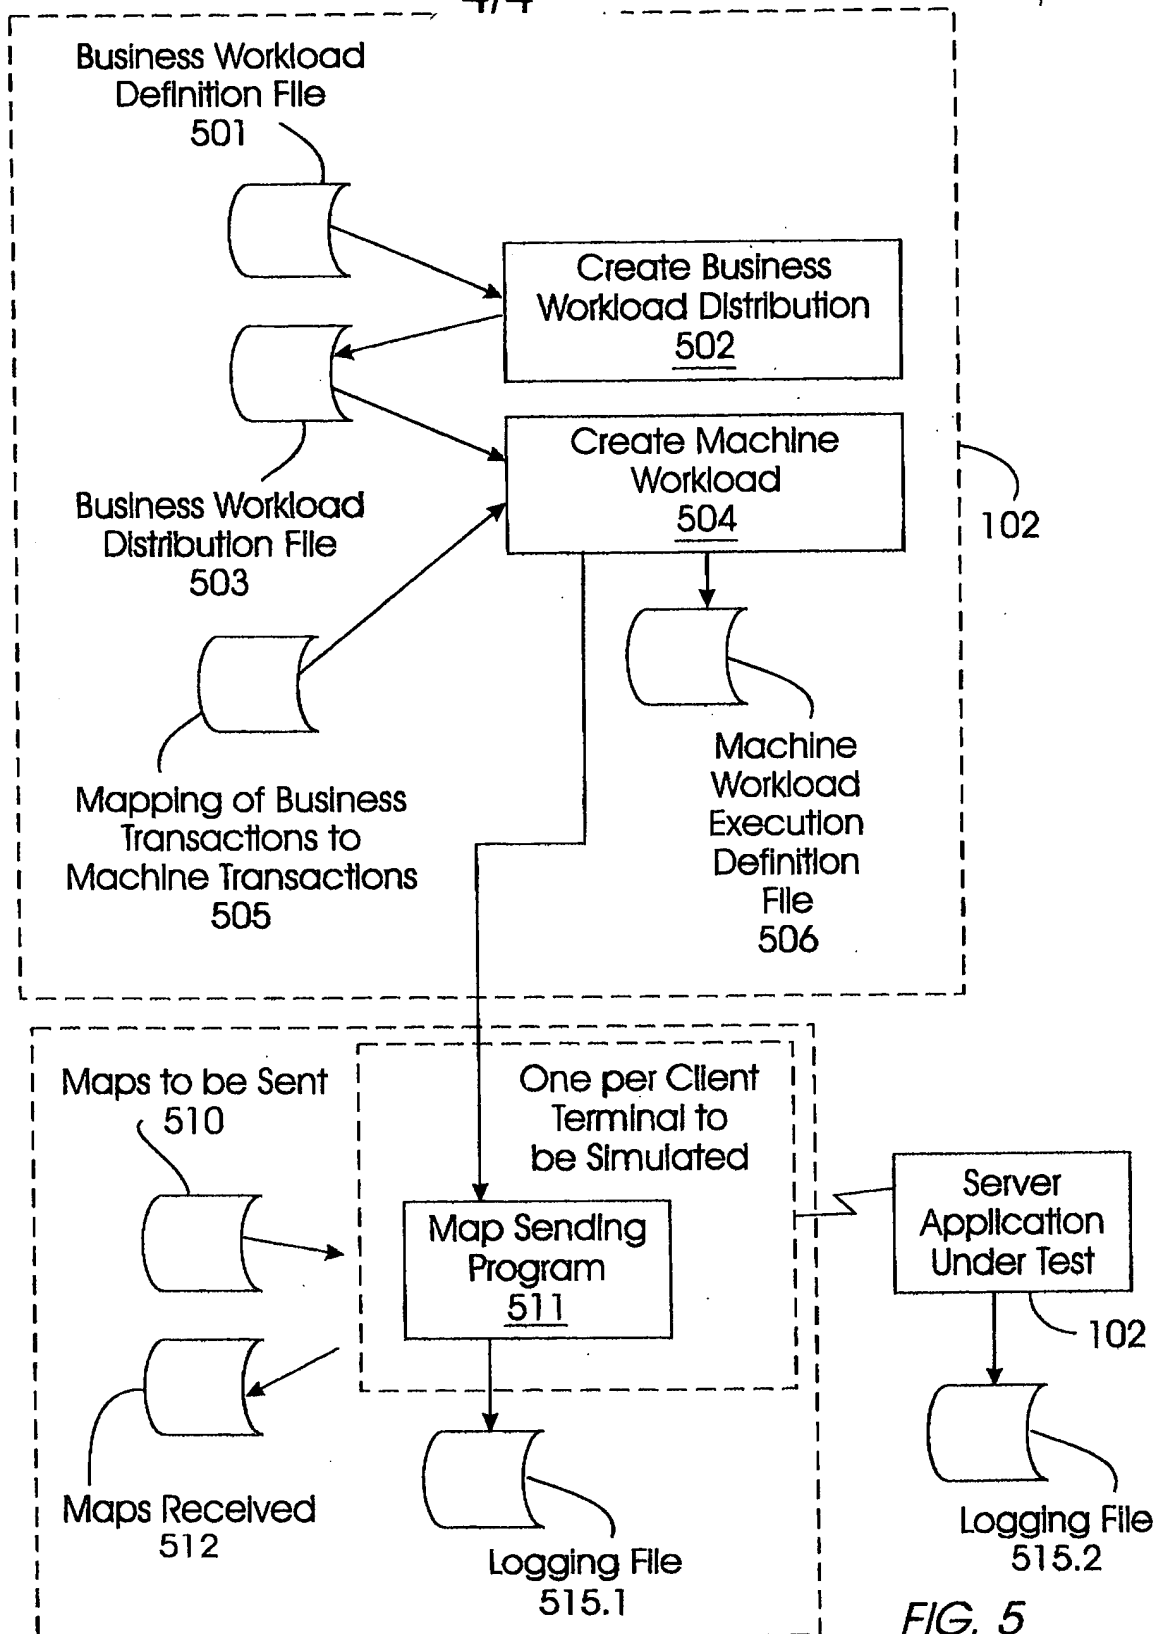 4/4
Business Workload
Definition File
501
Create Business
Workload Distribution
502
Create Machine
Workload
504
Business Workload
Distribution File
503
102
Machine
Workload
Execution
Definition
File
506
Mapping of Business
Transactions to
Machine Transactions
505
Maps to be Sent
510
One per Client
Terminal to
be Simulated
Map Sending
Program
511
Server
Application
Under Test
102
Maps Received
512
Logging File
515.1
Logging File
515.2
FIG. 5